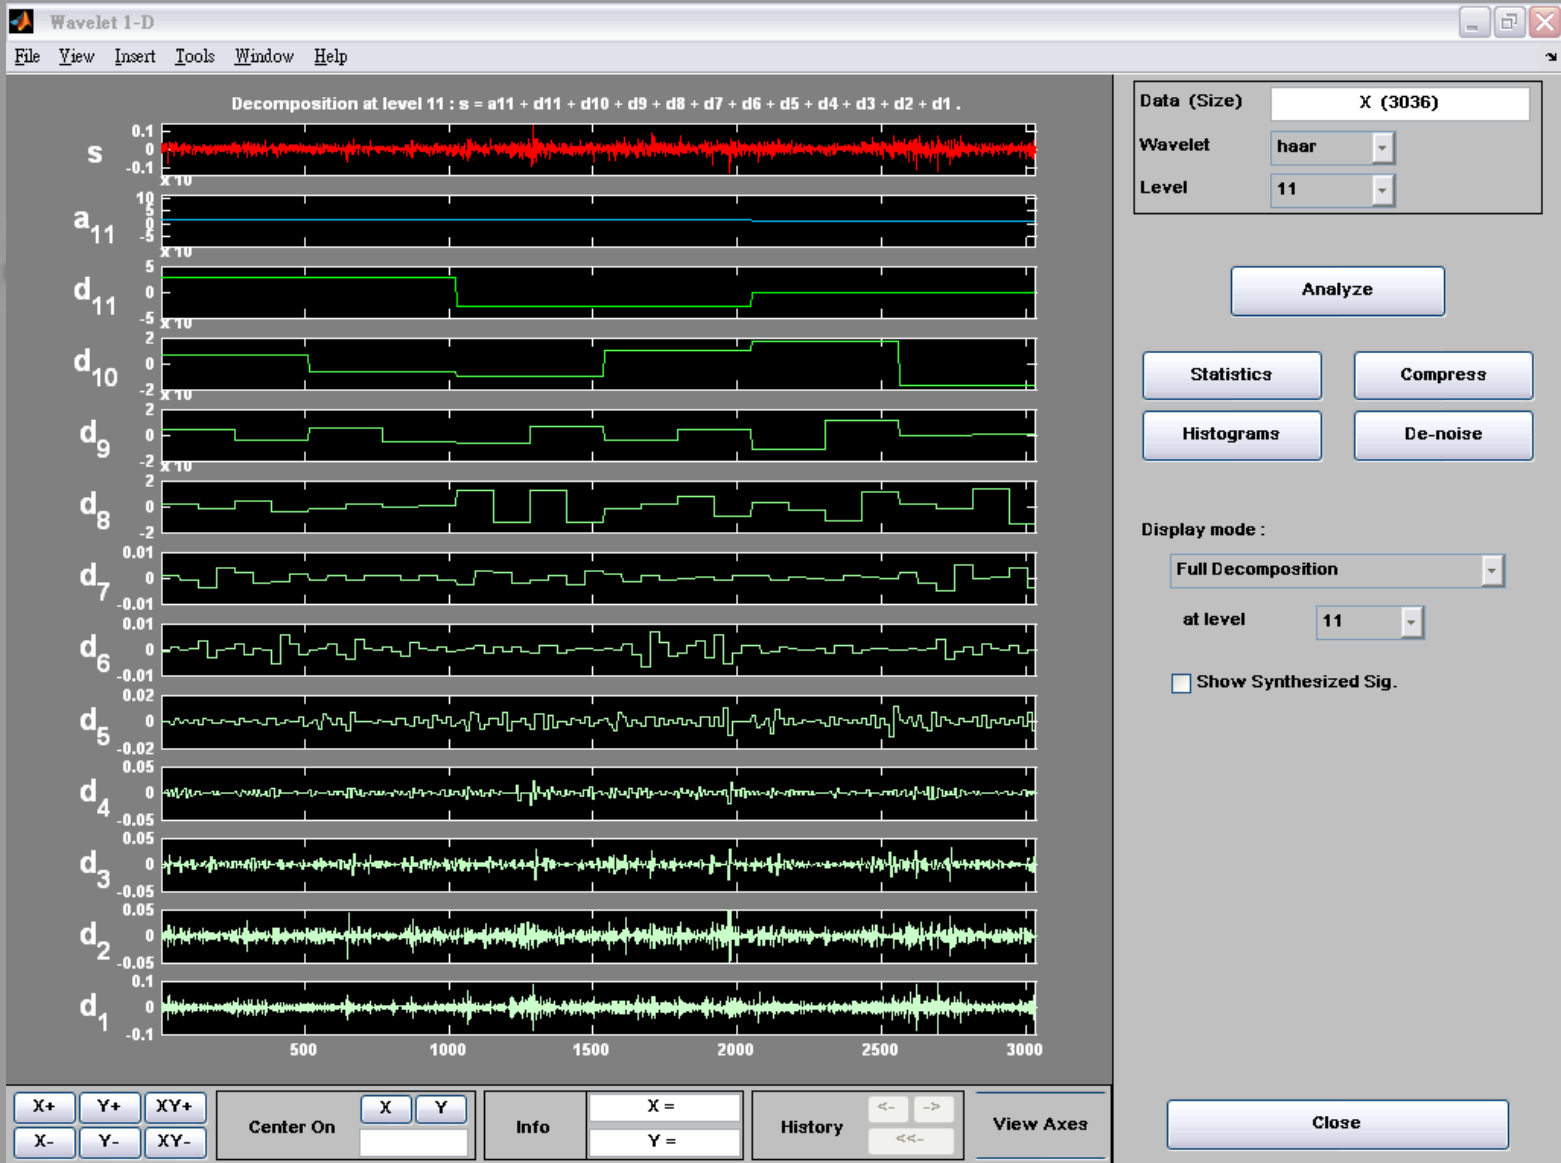 Wavelet 1-D
File View Insert Tools Window Help
Decomposition at level 11 : s = a11 + d11 + d10 + d9 + d8 + d7 + d6 + d5 + d4 + d3 + d2 + d1 .
s
0.1
0
-0.1
x 10
a11
10
5
0
-5
x 10
d11
5
0
-5
x 10
d10
2
0
-2
x 10
d9
2
0
-2
x 10
d8
2
0
-2
d7
0.01
0
-0.01
d6
0.01
0
-0.01
d5
0.02
0
-0.02
d4
0.05
0
-0.05
d3
0.05
0
-0.05
d2
0.05
0
-0.05
d1
0.1
0
-0.1
500 1000 1500 2000 2500 3000
Data (Size) X (3036)
Wavelet haar
Level 11
Analyze
Statistics Compress
Histograms De-noise
Display mode :
Full Decomposition
at level 11
Show Synthesized Sig.
X+ Y+ XY+
X- Y- XY-
Center On X Y
Info X =
Y =
History <- ->
<<-
View Axes
Close